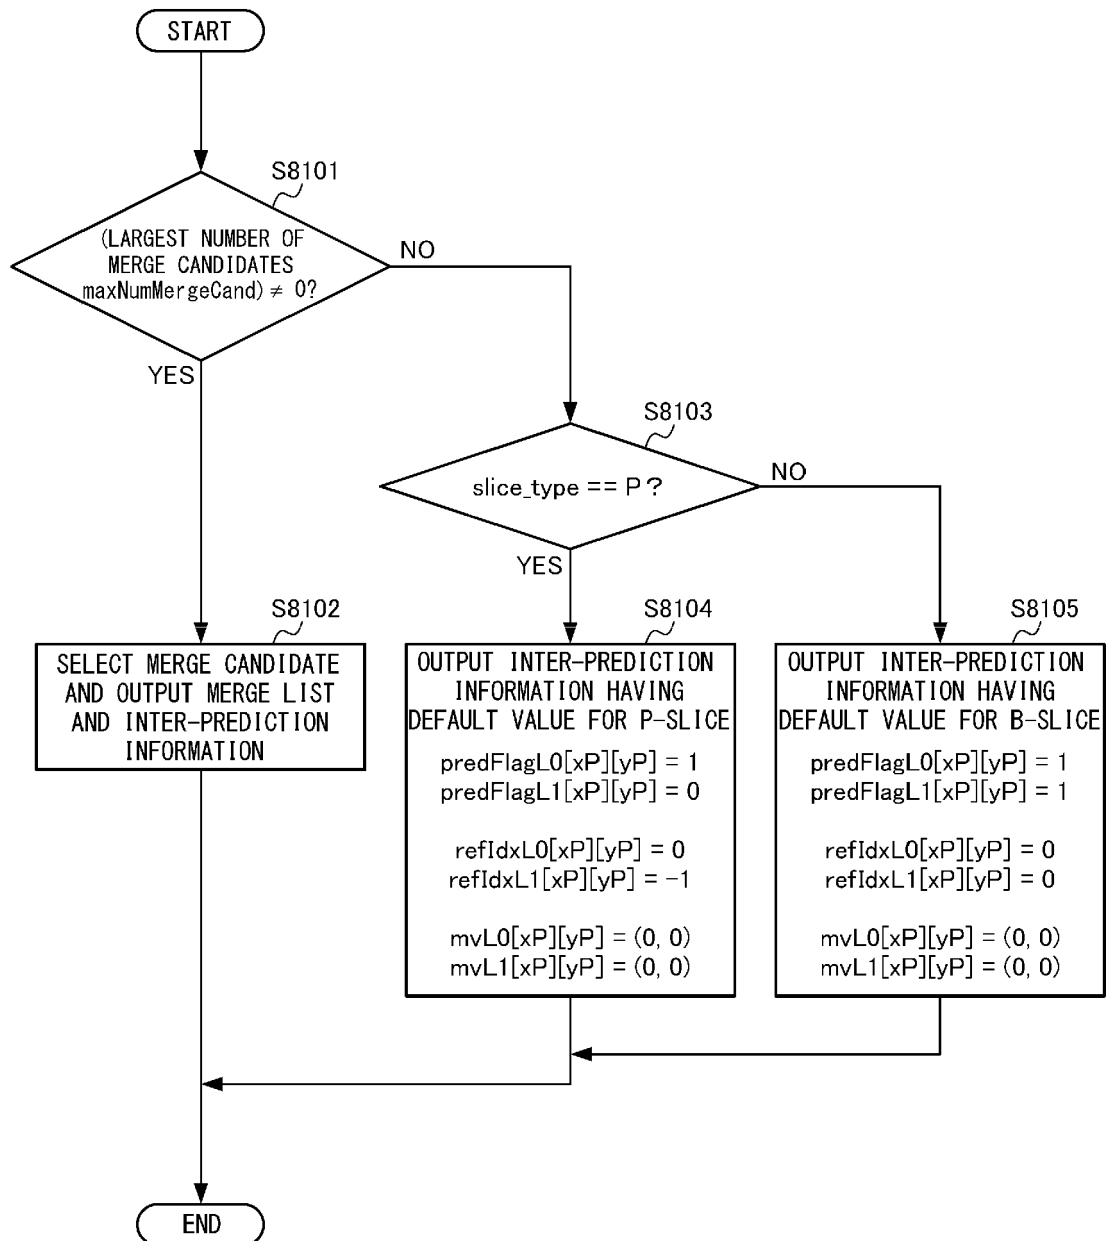 START
S8101
(LARGEST NUMBER OF
MERGE CANDIDATES
maxNumMergeCand) ≠ 0?
NO
YES
S8103
slice_type == P ?
NO
YES
S8102
SELECT MERGE CANDIDATE
AND OUTPUT MERGE LIST
AND INTER-PREDICTION
INFORMATION
S8104
OUTPUT INTER-PREDICTION
INFORMATION HAVING
DEFAULT VALUE FOR P-SLICE
predFlagL0[xP][yP] = 1
predFlagL1[xP][yP] = 0
refIdxL0[xP][yP] = 0
refIdxL1[xP][yP] = -1
mvL0[xP][yP] = (0, 0)
mvL1[xP][yP] = (0, 0)
S8105
OUTPUT INTER-PREDICTION
INFORMATION HAVING
DEFAULT VALUE FOR B-SLICE
predFlagL0[xP][yP] = 1
predFlagL1[xP][yP] = 1
refIdxL0[xP][yP] = 0
refIdxL1[xP][yP] = 0
mvL0[xP][yP] = (0, 0)
mvL1[xP][yP] = (0, 0)
END